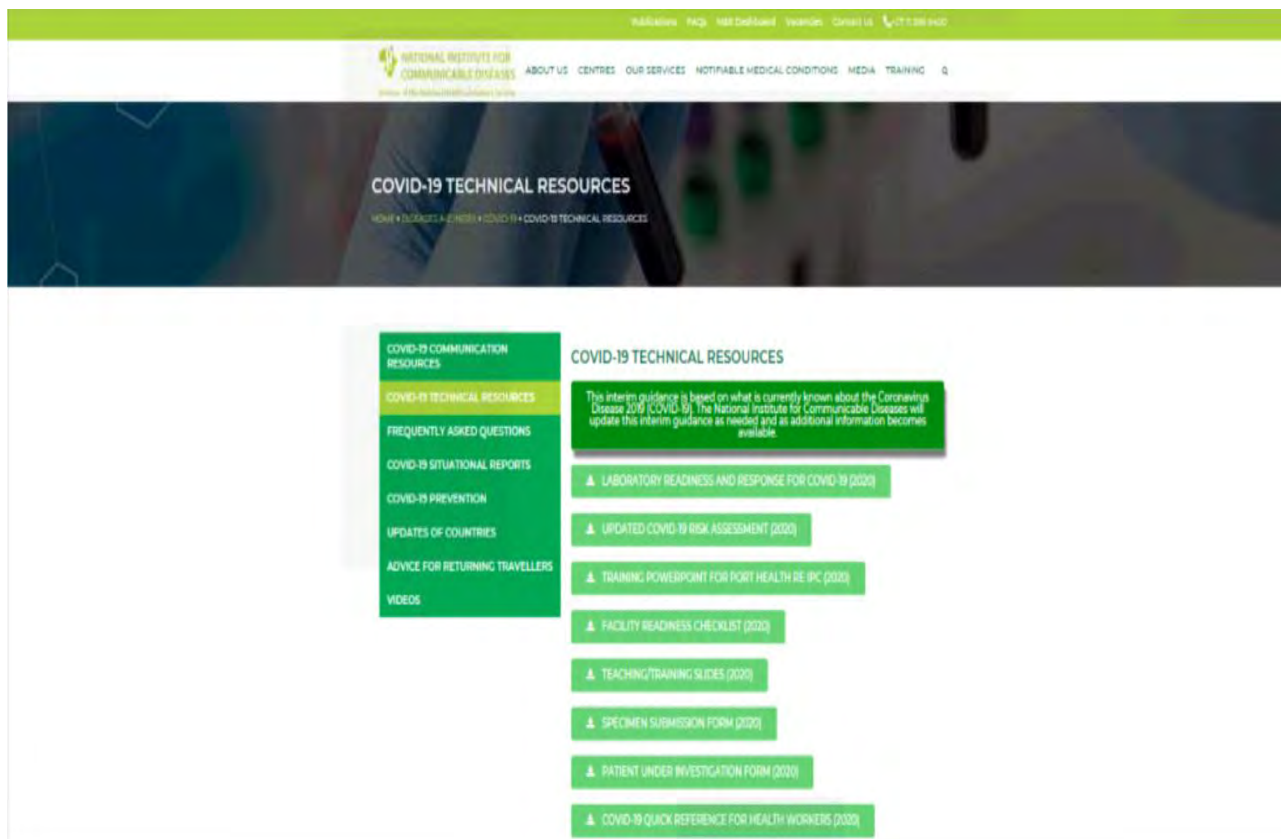 Publications FAQs M&E Dashboard Vacancies Contact Us
NATIONAL INSTITUTE FOR
COMMUNICABLE DISEASES
ABOUT US CENTRES OUR SERVICES NOTIFIABLE MEDICAL CONDITIONS MEDIA TRAINING
COVID-19 TECHNICAL RESOURCES
HOME • DISEASES A-Z INDEX • COVID-19 • COVID-19 TECHNICAL RESOURCES
COVID-19 COMMUNICATION
RESOURCES
COVID-19 TECHNICAL RESOURCES
FREQUENTLY ASKED QUESTIONS
COVID-19 SITUATIONAL REPORTS
COVID-19 PREVENTION
UPDATES OF COUNTRIES
ADVICE FOR RETURNING TRAVELLERS
VIDEOS
COVID-19 TECHNICAL RESOURCES
This interim guidance is based on what is currently known about the Coronavirus
Disease 2019 (COVID-19). The National Institute for Communicable Diseases will
update this interim guidance as needed and as additional information becomes
available.
LABORATORY READINESS AND RESPONSE FOR COVID-19 (2020)
UPDATED COVID-19 RISK ASSESSMENT (2020)
TRAINING POWERPOINT FOR PORT HEALTH RE IPC (2020)
FACILITY READINESS CHECKLIST (2020)
TEACHING/TRAINING SLIDES (2020)
SPECIMEN SUBMISSION FORM (2020)
PATIENT UNDER INVESTIGATION FORM (2020)
COVID-19 QUICK REFERENCE FOR HEALTH WORKERS (2020)